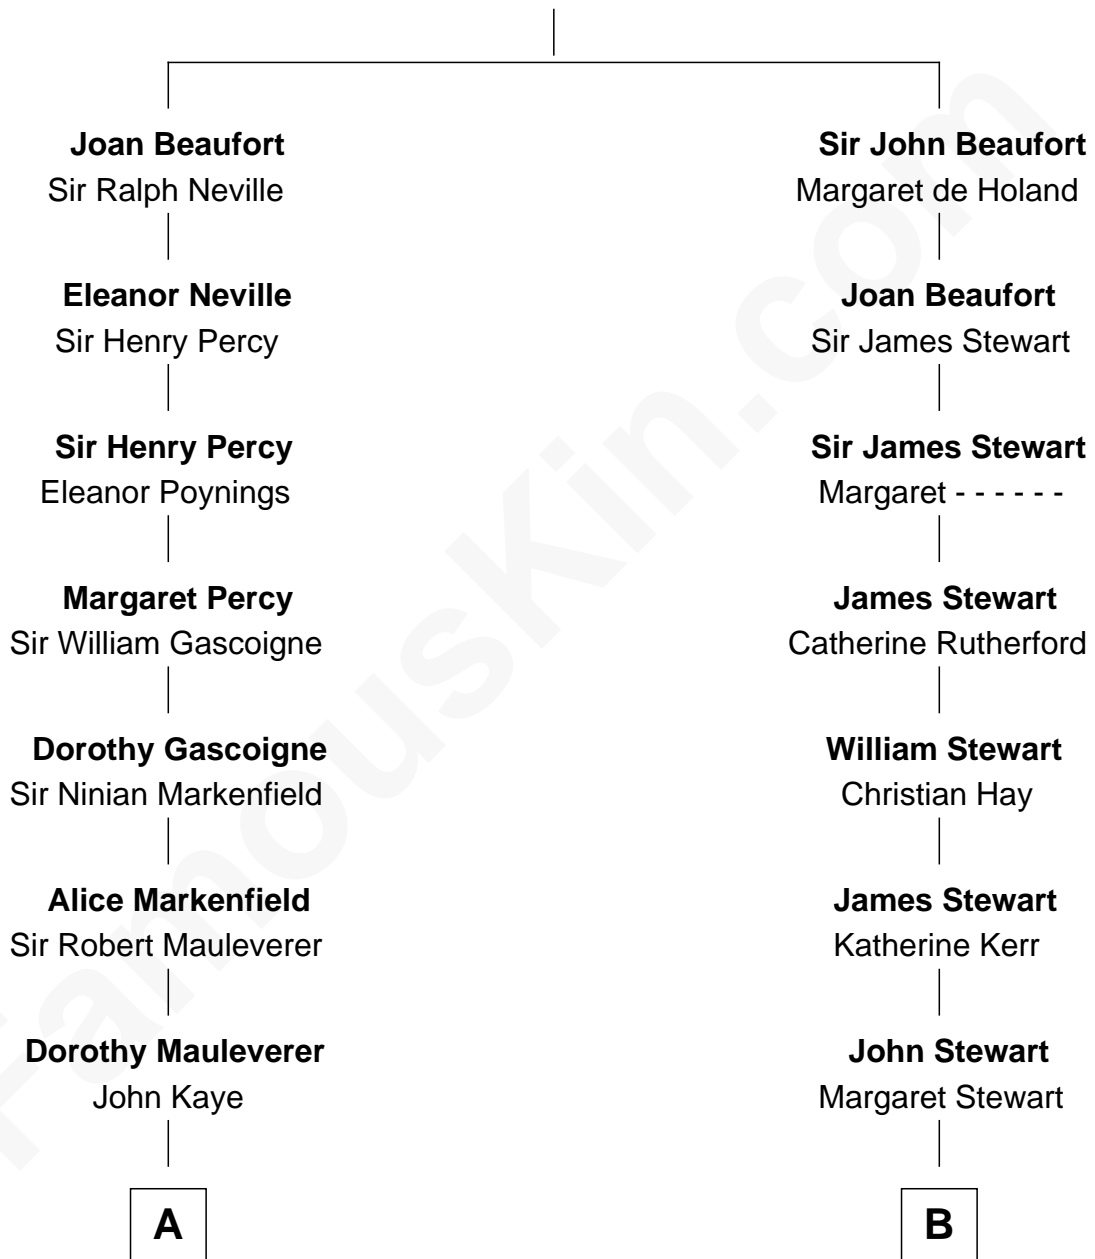 Joan Beaufort
Sir Ralph Neville
Sir John Beaufort
Margaret de Holand
Eleanor Neville
Sir Henry Percy
Joan Beaufort
Sir James Stewart
Sir Henry Percy
Eleanor Poynings
Sir James Stewart
Margaret - - - - - -
Margaret Percy
Sir William Gascoigne
James Stewart
Catherine Rutherford
Dorothy Gascoigne
Sir Ninian Markenfield
William Stewart
Christian Hay
Alice Markenfield
Sir Robert Mauleverer
James Stewart
Katherine Kerr
Dorothy Mauleverer
John Kaye
John Stewart
Margaret Stewart
A
B
FamousKin.com